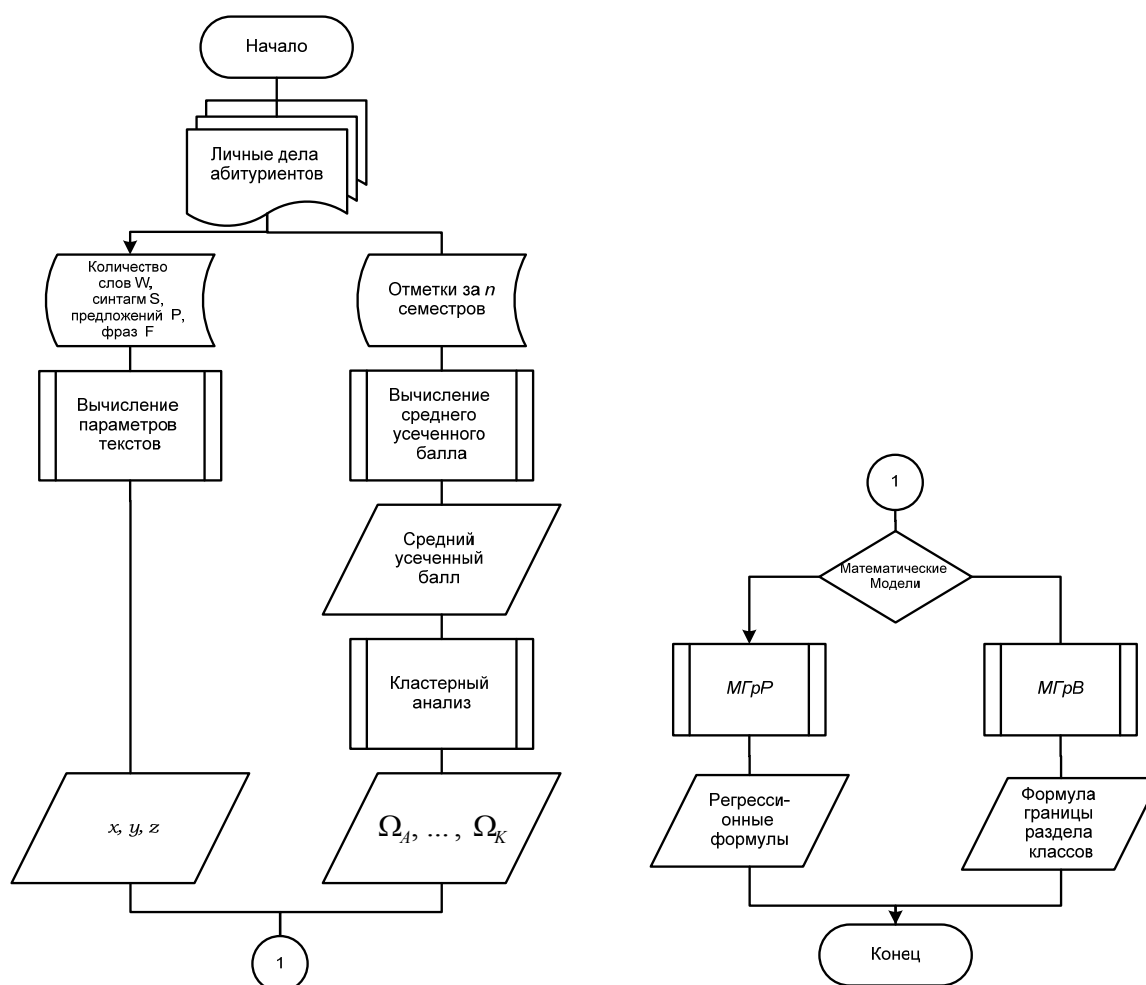 Начало
Личные дела
абитуриентов
Количество
слов W,
синтагм S,
предложений P,
фраз F
Отметки за n
семестров
Вычисление
параметров
текстов
Вычисление
среднего
усеченного
балла
Средний
усеченный
балл
Кластерный
анализ
x, y, z
Ω_A, ... , Ω_K
1
1
Математические
Модели
МГрР
МГрВ
Регресси-
онные
формулы
Формула
границы
раздела
классов
Конец